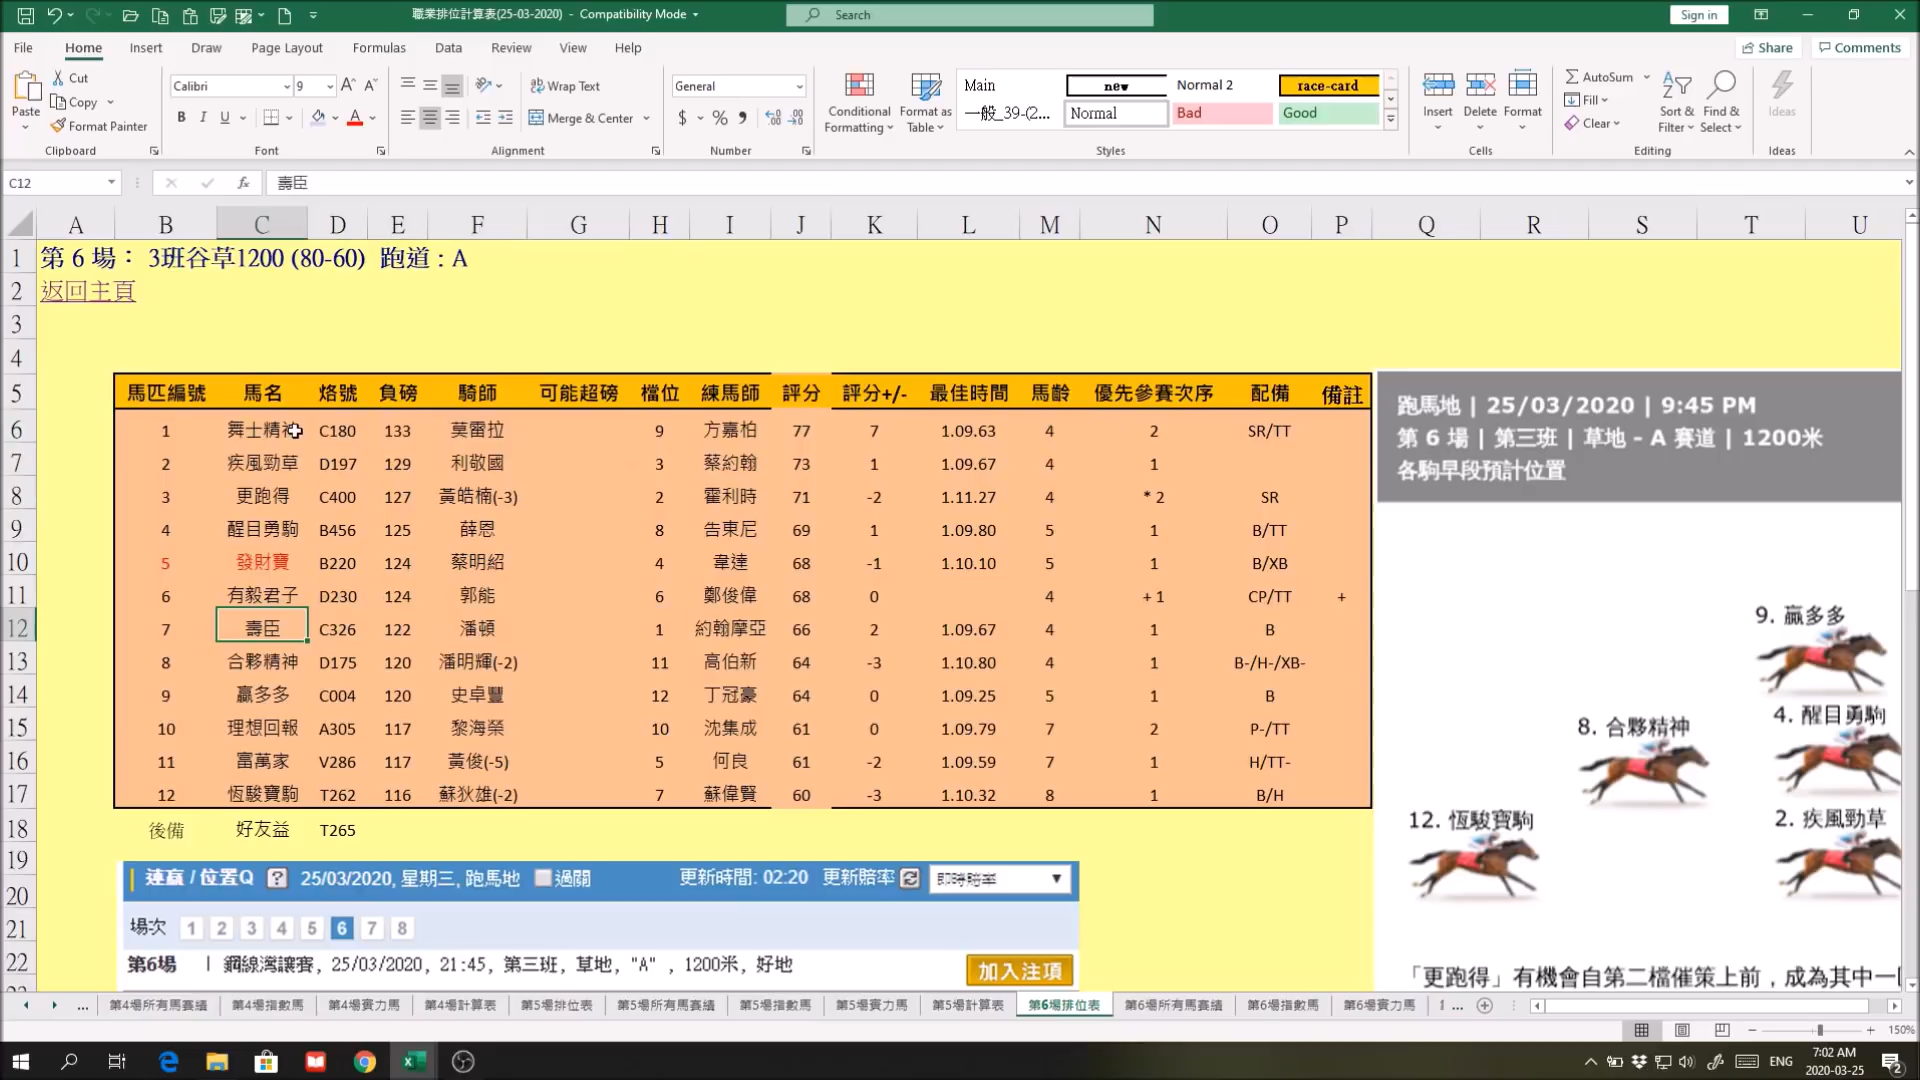 職業排位計算表(25-03-2020) - Compatibility Mode
Search
Sign in
File Home Insert Draw Page Layout Formulas Data Review View Help Share Comments
Paste Cut Copy Format Painter
Calibri 9
B I U
Wrap Text
Merge & Center
General
$ % ,
Conditional Formatting
Format as Table
Main new Normal 2 race-card
一般_39-(2... Normal Bad Good
Insert Delete Format
AutoSum Fill Clear
Sort & Filter
Find & Select
Ideas
Clipboard Font Alignment Number Styles Cells Editing Ideas
C12 fx 壽臣
A B C D E F G H I J K L M N O P Q R S T U
1 第 6 場： 3班谷草1200 (80-60) 跑道 : A
2 返回主頁
3
4
5 馬匹編號 馬名 烙號 負磅 騎師 可能超磅 檔位 練馬師 評分 評分+/- 最佳時間 馬齡 優先參賽次序 配備 備註
6 1 舞士精神 C180 133 莫雷拉 9 方嘉柏 77 7 1.09.63 4 2 SR/TT
7 2 疾風勁草 D197 129 利敬國 3 蔡約翰 73 1 1.09.67 4 1
8 3 更跑得 C400 127 黃皓楠(-3) 2 霍利時 71 -2 1.11.27 4 * 2 SR
9 4 醒目勇駒 B456 125 薛恩 8 告東尼 69 1 1.09.80 5 1 B/TT
10 5 發財寶 B220 124 蔡明紹 4 韋達 68 -1 1.10.10 5 1 B/XB
11 6 有毅君子 D230 124 郭能 6 鄭俊偉 68 0 4 + 1 CP/TT +
12 7 壽臣 C326 122 潘頓 1 約翰摩亞 66 2 1.09.67 4 1 B
13 8 合夥精神 D175 120 潘明輝(-2) 11 高伯新 64 -3 1.10.80 4 1 B-/H-/XB-
14 9 贏多多 C004 120 史卓豐 12 丁冠豪 64 0 1.09.25 5 1 B
15 10 理想回報 A305 117 黎海榮 10 沈集成 61 0 1.09.79 7 2 P-/TT
16 11 富萬家 V286 117 黃俊(-5) 5 何良 61 -2 1.09.59 7 1 H/TT-
17 12 恆駿寶駒 T262 116 蘇狄雄(-2) 7 蘇偉賢 60 -3 1.10.32 8 1 B/H
18 後備 好友益 T265
19
20
21
22
跑馬地 | 25/03/2020 | 9:45 PM
第 6 場 | 第三班 | 草地 - A 賽道 | 1200米
各駒早段預計位置
9. 贏多多
8. 合夥精神
4. 醒目勇駒
12. 恆駿寶駒
2. 疾風勁草
「更跑得」有機會自第二檔催策上前，成為其中一
連贏 / 位置Q ? 25/03/2020, 星期三, 跑馬地 過關 更新時間: 02:20 更新賠率 即時賠率
場次 1 2 3 4 5 6 7 8
第6場 | 鋼線灣讓賽, 25/03/2020, 21:45, 第三班, 草地, "A" , 1200米, 好地
加入注項
... 第4場所有馬賽績 第4場指數馬 第4場實力馬 第4場計算表 第5場排位表 第5場所有馬賽績 第5場指數馬 第5場實力馬 第5場計算表 第6場排位表 第6場所有馬賽績 第6場指數馬 第6場實力馬 ...
150%
ENG
7:02 AM
2020-03-25
2